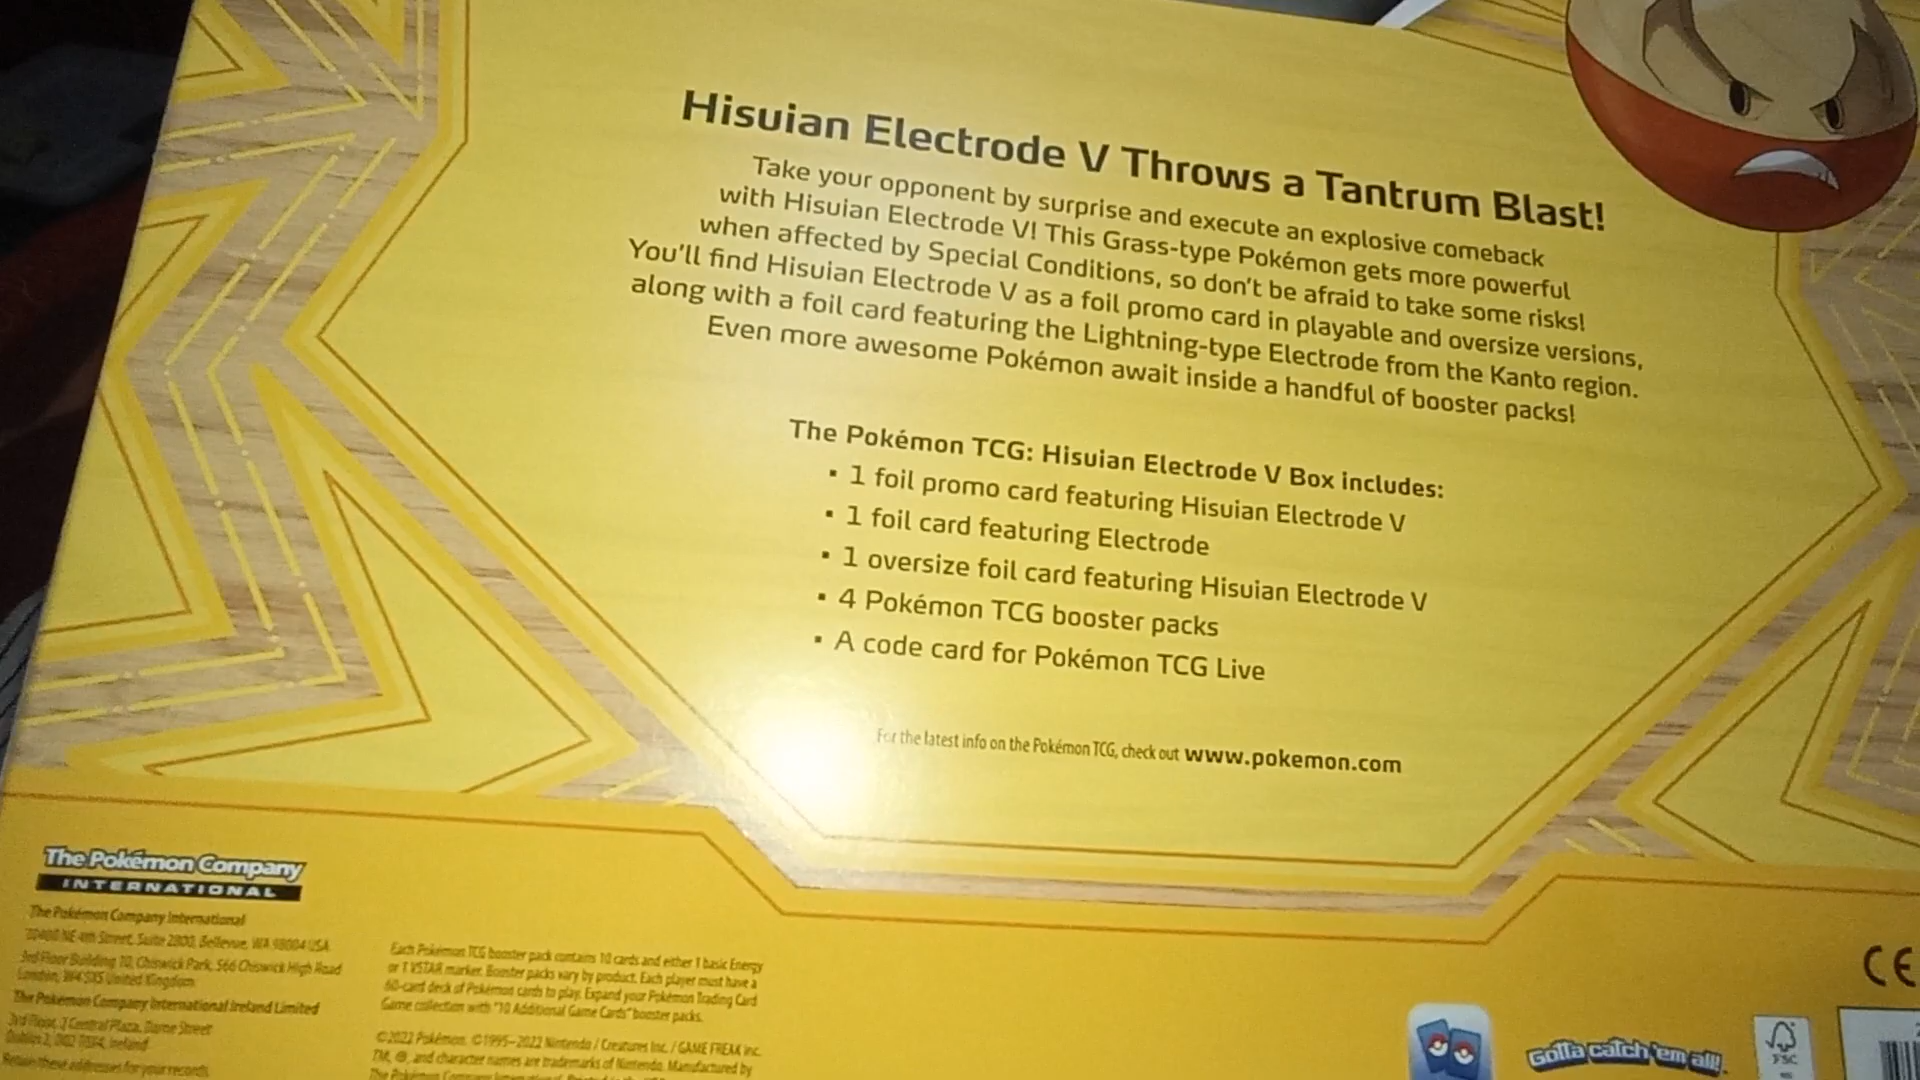 Hisuian Electrode V Throws a Tantrum Blast!
Take your opponent by surprise and execute an explosive comeback
with Hisuian Electrode V! This Grass-type Pokémon gets more powerful
when affected by Special Conditions, so don't be afraid to take some risks!
You'll find Hisuian Electrode V as a foil promo card in playable and oversize versions,
along with a foil card featuring the Lightning-type Electrode from the Kanto region.
Even more awesome Pokémon await inside a handful of booster packs!
The Pokémon TCG: Hisuian Electrode V Box includes:
▪ 1 foil promo card featuring Hisuian Electrode V
▪ 1 foil card featuring Electrode
▪ 1 oversize foil card featuring Hisuian Electrode V
▪ 4 Pokémon TCG booster packs
▪ A code card for Pokémon TCG Live
For the latest info on the Pokémon TCG, check out www.pokemon.com
The Pokémon Company
INTERNATIONAL
The Pokémon Company International
NE 4th Street, Suite 2800, Bellevue, WA 98004 USA
3rd Floor Building 10, Chiswick Park, 566 Chiswick High Road
London, W4 5XS United Kingdom
The Pokémon Company International Ireland Limited
3rd Floor, 2 Central Plaza, Dame Street
Dublin 2, Ireland
Retain these addresses for your records.
Each Pokémon TCG booster pack contains 10 cards and either 1 basic Energy
or 1 VSTAR marker. Booster packs vary by product. Each player must have a
60-card deck of Pokémon cards to play. Expand your Pokémon Trading Card
Game collection with "10 Additional Game Cards" booster packs.
©2022 Pokémon. ©1995–2022 Nintendo / Creatures Inc. / GAME FREAK inc.
TM, ®, and character names are trademarks of Nintendo. Manufactured by
The Pokémon Company International.
CE
Gotta catch 'em all!
FSC